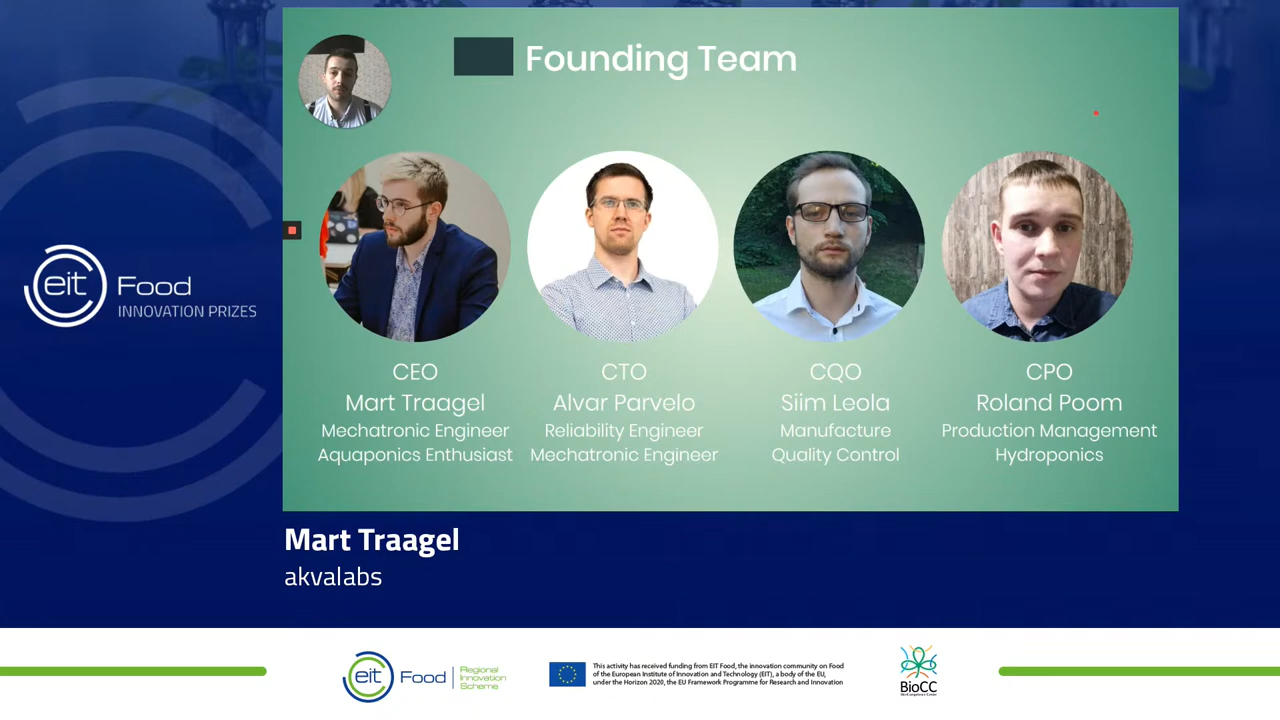 Founding Team
CEO
Mart Traagel
Mechatronic Engineer
Aquaponics Enthusiast
CTO
Alvar Parvelo
Reliability Engineer
Mechatronic Engineer
CQO
Siim Leola
Manufacture
Quality Control
CPO
Roland Poom
Production Management
Hydroponics
eit Food
INNOVATION PRIZES
Mart Traagel
akvalabs
eit Food
Regional
Innovation
Scheme
This activity has received funding from EIT Food, the innovation community on Food
of the European Institute of Innovation and Technology (EIT), a body of the EU,
under the Horizon 2020, the EU Framework Programme for Research and Innovation
BioCC